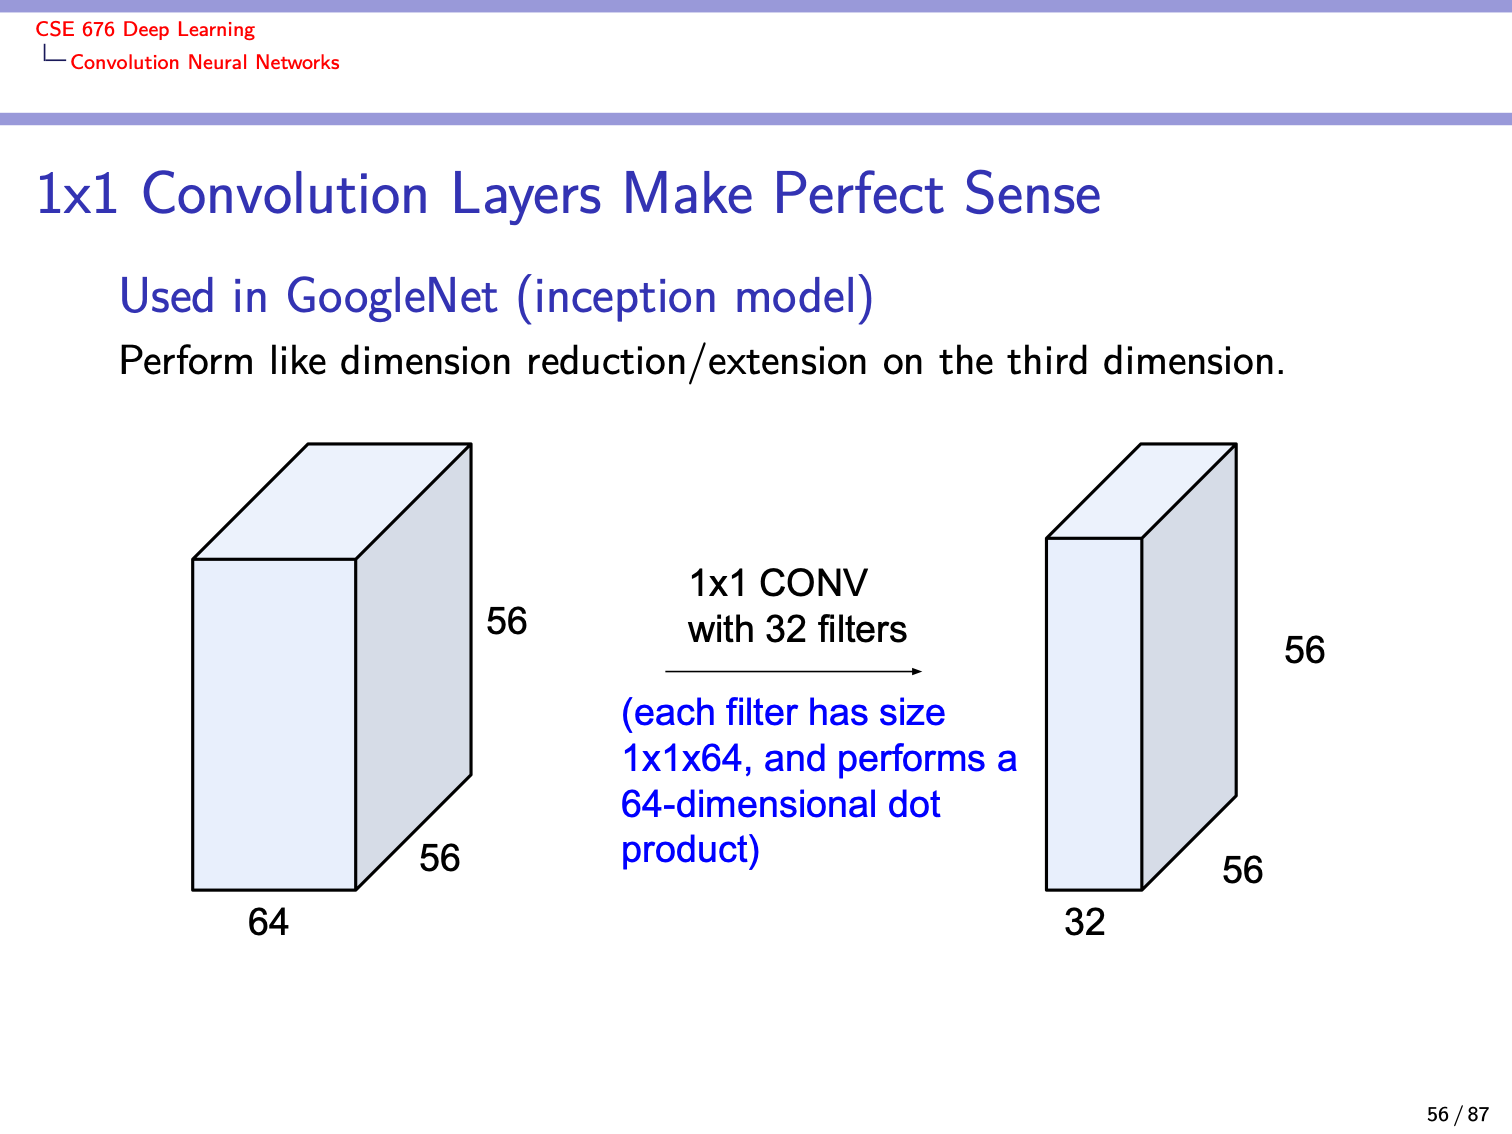 CSE 676 Deep Learning
Convolution Neural Networks
1x1 Convolution Layers Make Perfect Sense
Used in GoogleNet (inception model)
Perform like dimension reduction/extension on the third dimension.
56
56
64
1x1 CONV
with 32 filters
(each filter has size
1x1x64, and performs a
64-dimensional dot
product)
56
56
32
56 / 87